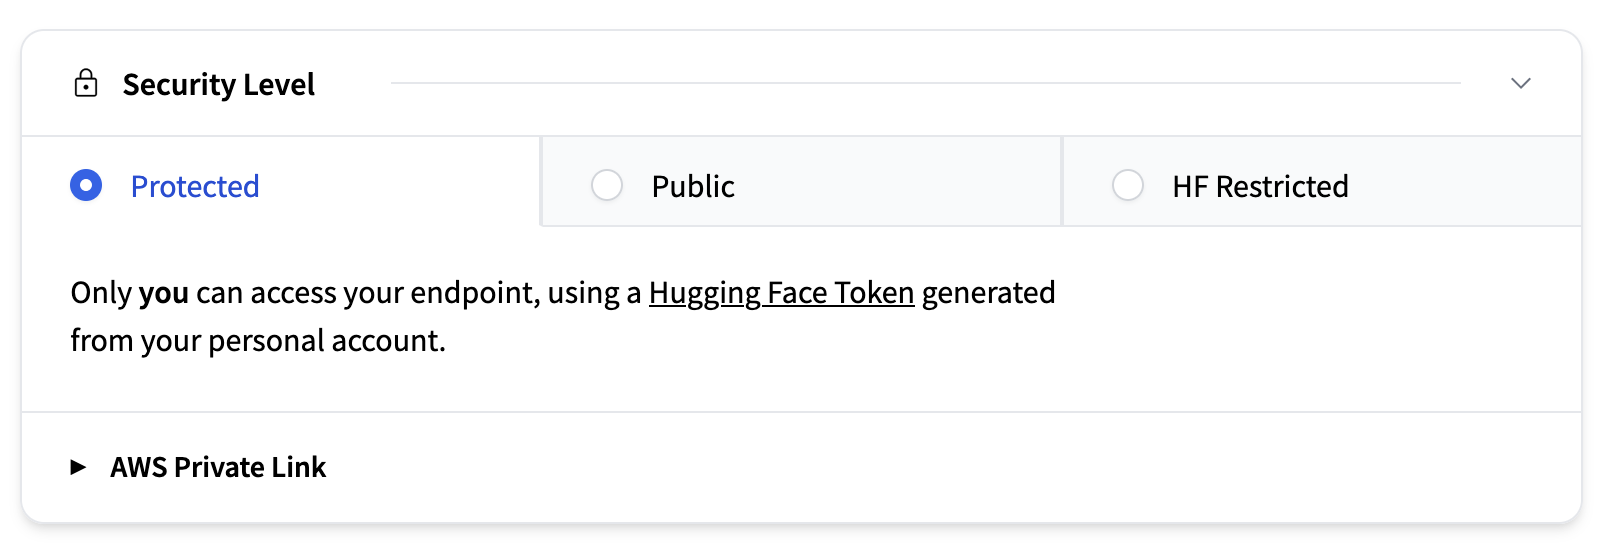 Security Level
Protected
Public
HF Restricted
Only you can access your endpoint, using a Hugging Face Token generated
from your personal account.
AWS Private Link